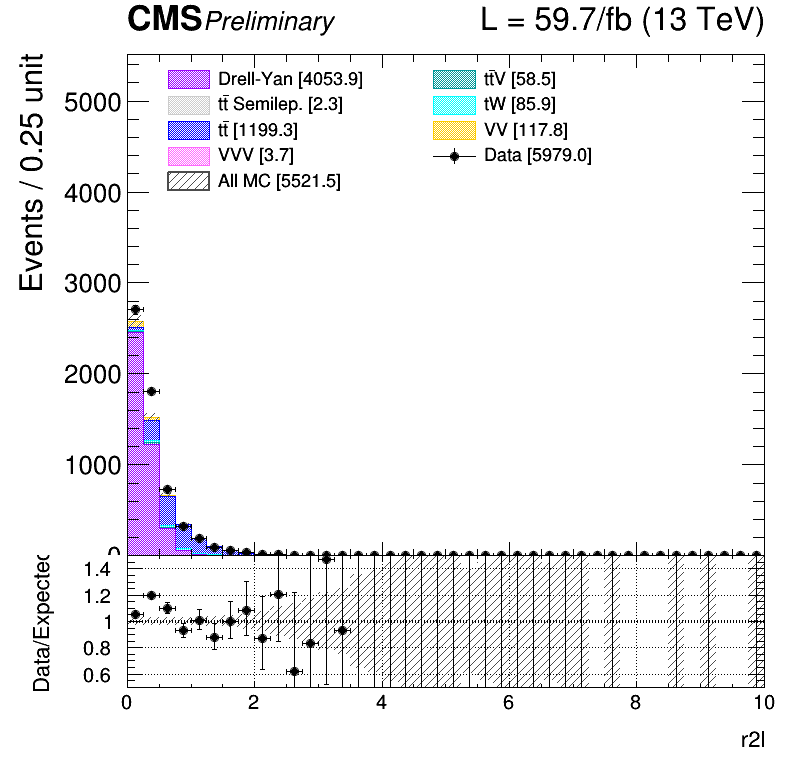 CMS Preliminary L = 59.7/fb (13 TeV)
Events / 0.25 unit
Drell-Yan [4053.9]
tt̄ Semilep. [2.3]
tt̄ [1199.3]
VVV [3.7]
All MC [5521.5]
tt̄V [58.5]
tW [85.9]
VV [117.8]
Data [5979.0]
5000
4000
3000
2000
1000
0
Data/Expected
1.4
1.2
1
0.8
0.6
0 2 4 6 8 10
r2l